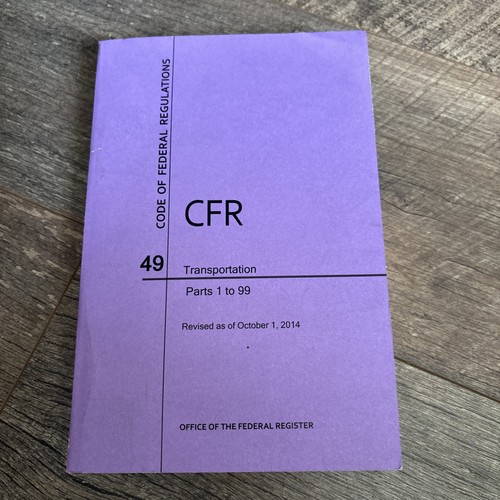 CODE OF FEDERAL REGULATIONS
CFR
49
Transportation
Parts 1 to 99
Revised as of October 1, 2014
OFFICE OF THE FEDERAL REGISTER